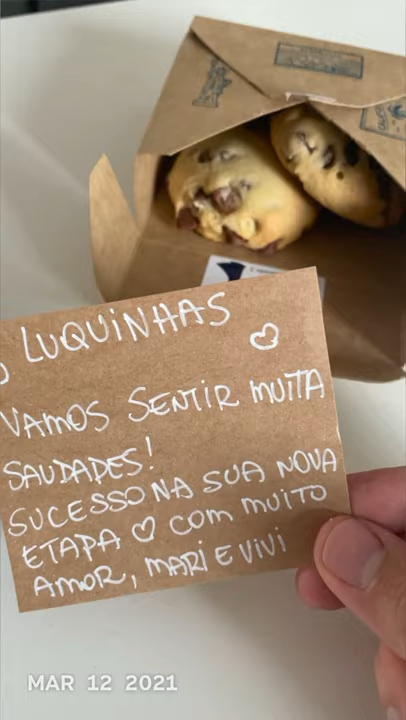 LUQUINHAS ♡
VAMOS SENTIR MUITA
SAUDADES!
SUCESSO NA SUA NOVA
ETAPA ♡ COM MUITO
AMOR, MARI E VIVI
MAR 12 2021